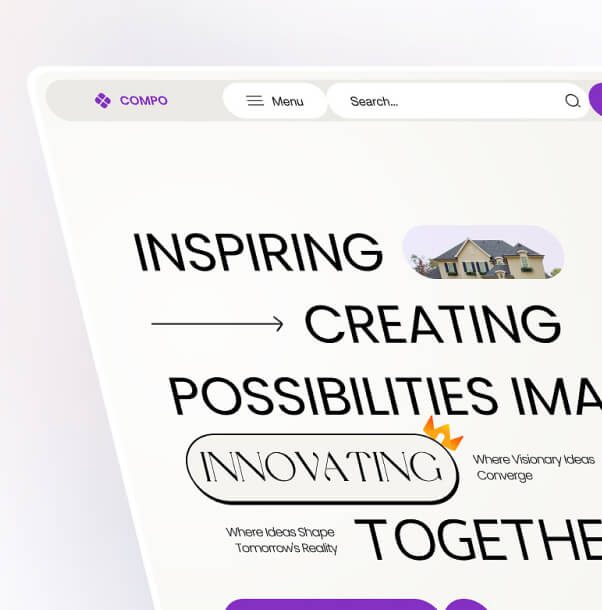 COMPO
Menu
Search...
INSPIRING
CREATING
POSSIBILITIES IMA
INNOVATING
Where Visionary Ideas
Converge
Where Ideas Shape
Tomorrow's Reality
TOGETHE